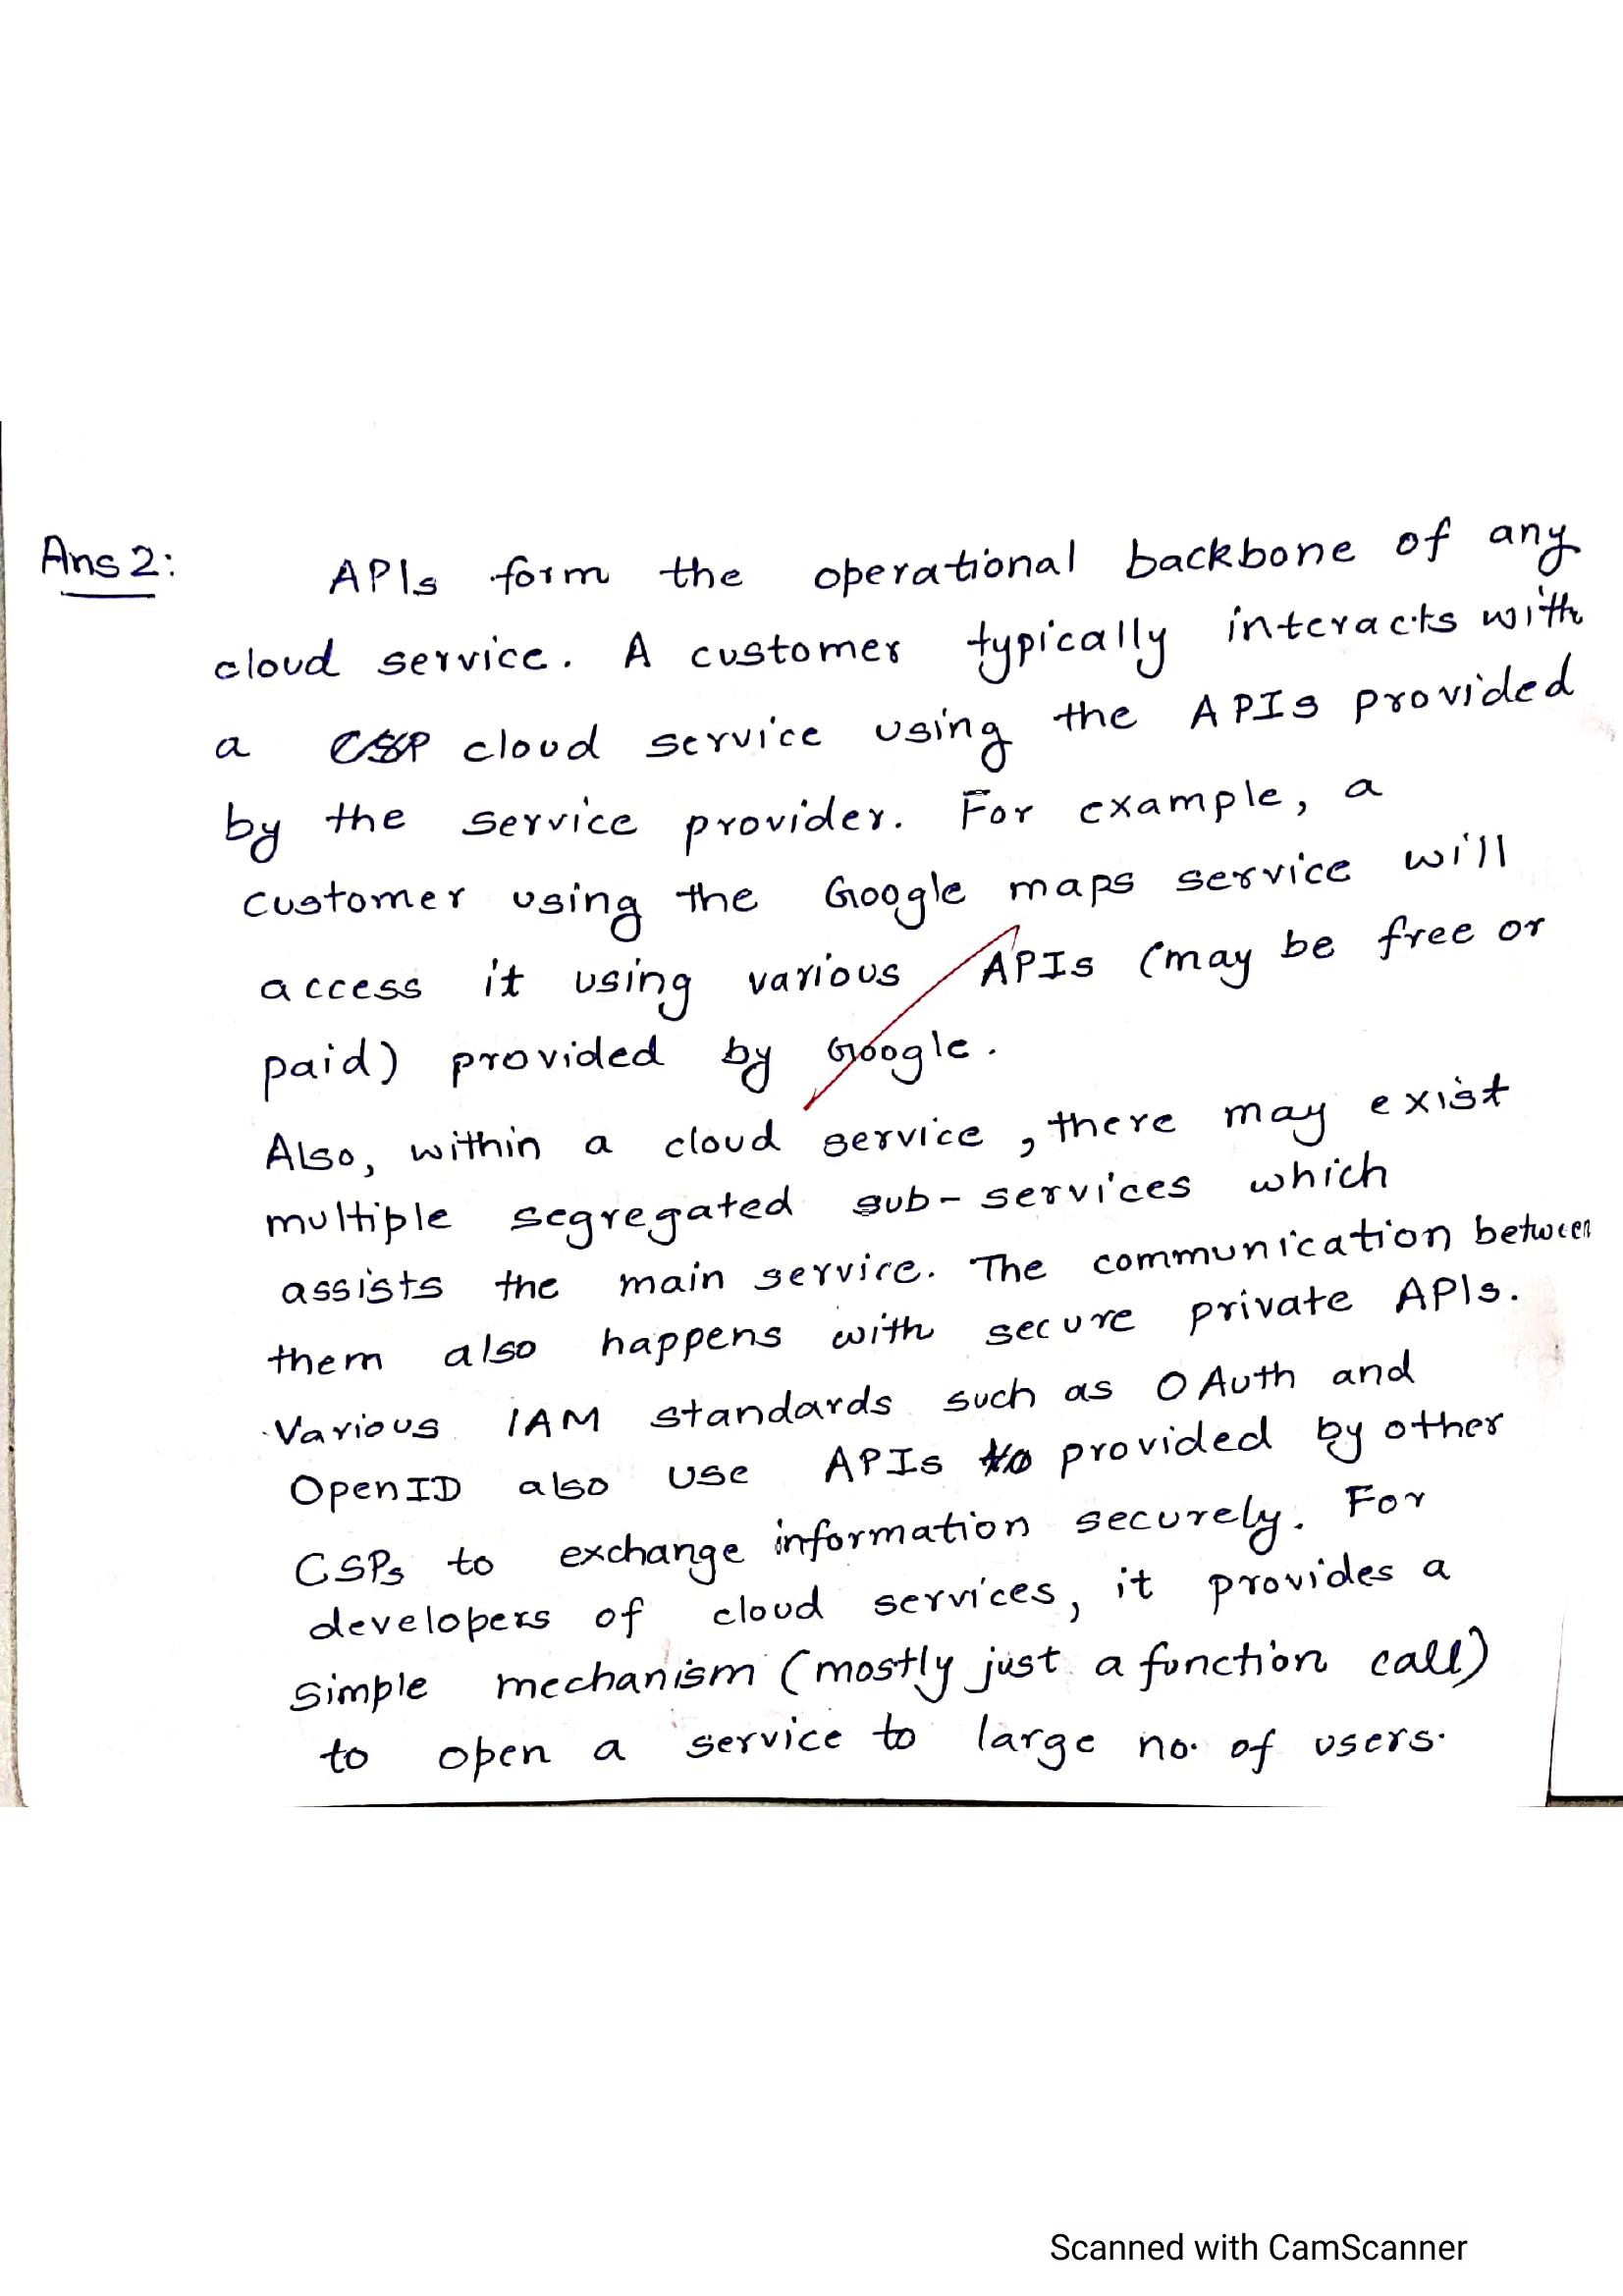 Ans 2: APIs form the operational backbone of any
cloud service. A customer typically interacts with
a cloud service using the APIs provided
by the service provider. For example, a
customer using the Google maps service will
access it using various APIs (may be free or
paid) provided by Google.
Also, within a cloud service, there may exist
multiple segregated sub-services which
assists the main service. The communication between
them also happens with secure private APIs.
Various IAM standards such as OAuth and
OpenID also use APIs provided by other
CSPs to exchange information securely. For
developers of cloud services, it provides a
simple mechanism (mostly just a function call)
to open a service to large no. of users.
Scanned with CamScanner